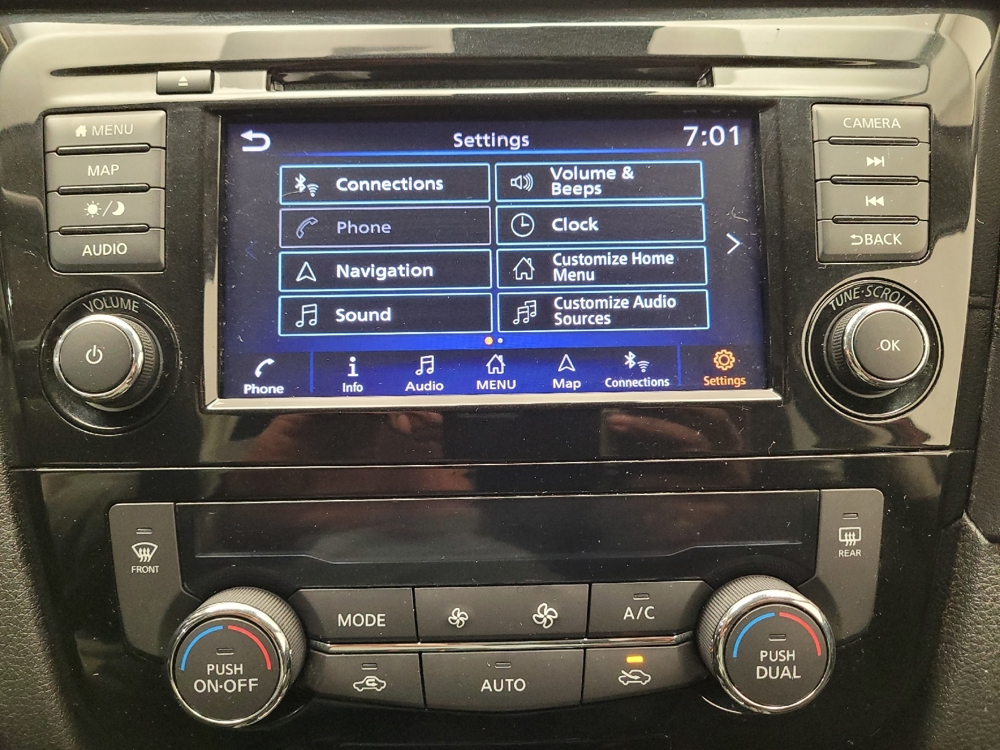 MENU
MAP
AUDIO
VOLUME
Settings
7:01
Connections
Volume &
Beeps
Phone
Clock
Navigation
Customize Home
Menu
Sound
Customize Audio
Sources
Phone
Info
Audio
MENU
Map
Connections
Settings
CAMERA
BACK
TUNE·SCROLL
OK
FRONT
REAR
MODE
A/C
PUSH
ON·OFF
AUTO
PUSH
DUAL